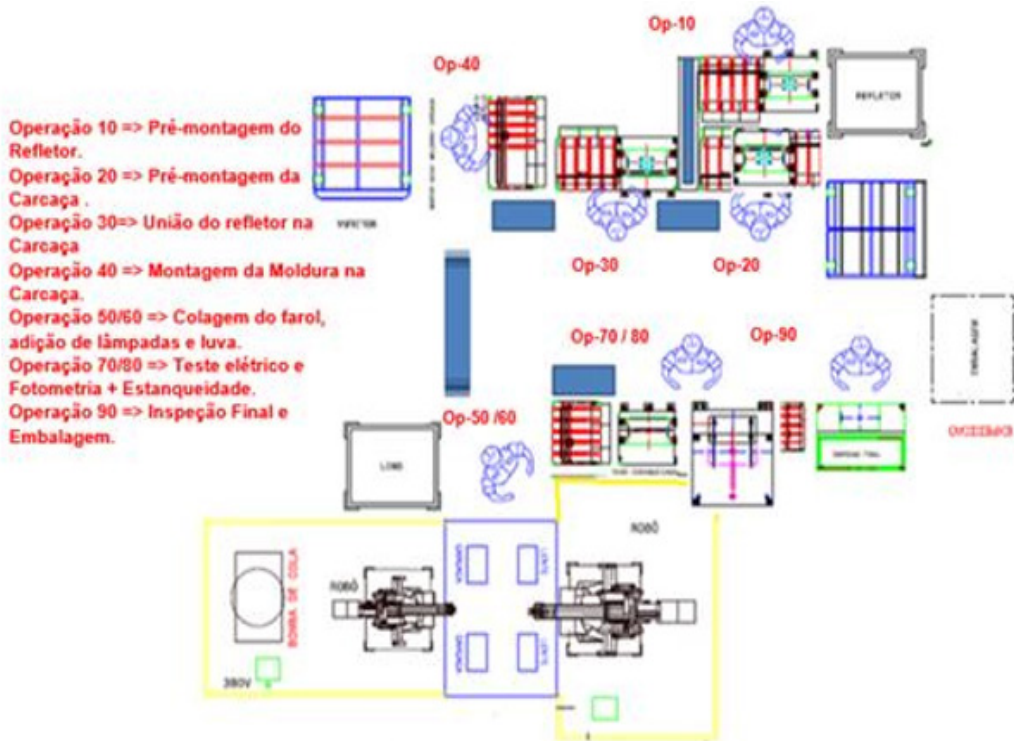 Op-10
Op-40
REFLETOR
Operação 10 => Pré-montagem do
Refletor.
Operação 20 => Pré-montagem da
Carcaça .
Operação 30=> União do refletor na
Carcaça
Operação 40 => Montagem da Moldura na
Carcaça.
Operação 50/60 => Colagem do farol,
adição de lâmpadas e luva.
Operação 70/80 => Teste elétrico e
Fotometria + Estanqueidade.
Operação 90 => Inspeção Final e
Embalagem.
Op-30
Op-20
Op-70 / 80
Op-90
EMBALAGEM
Op-50 /60
ROBÔ
ROBÔ
BOMBA DE COLA
380V